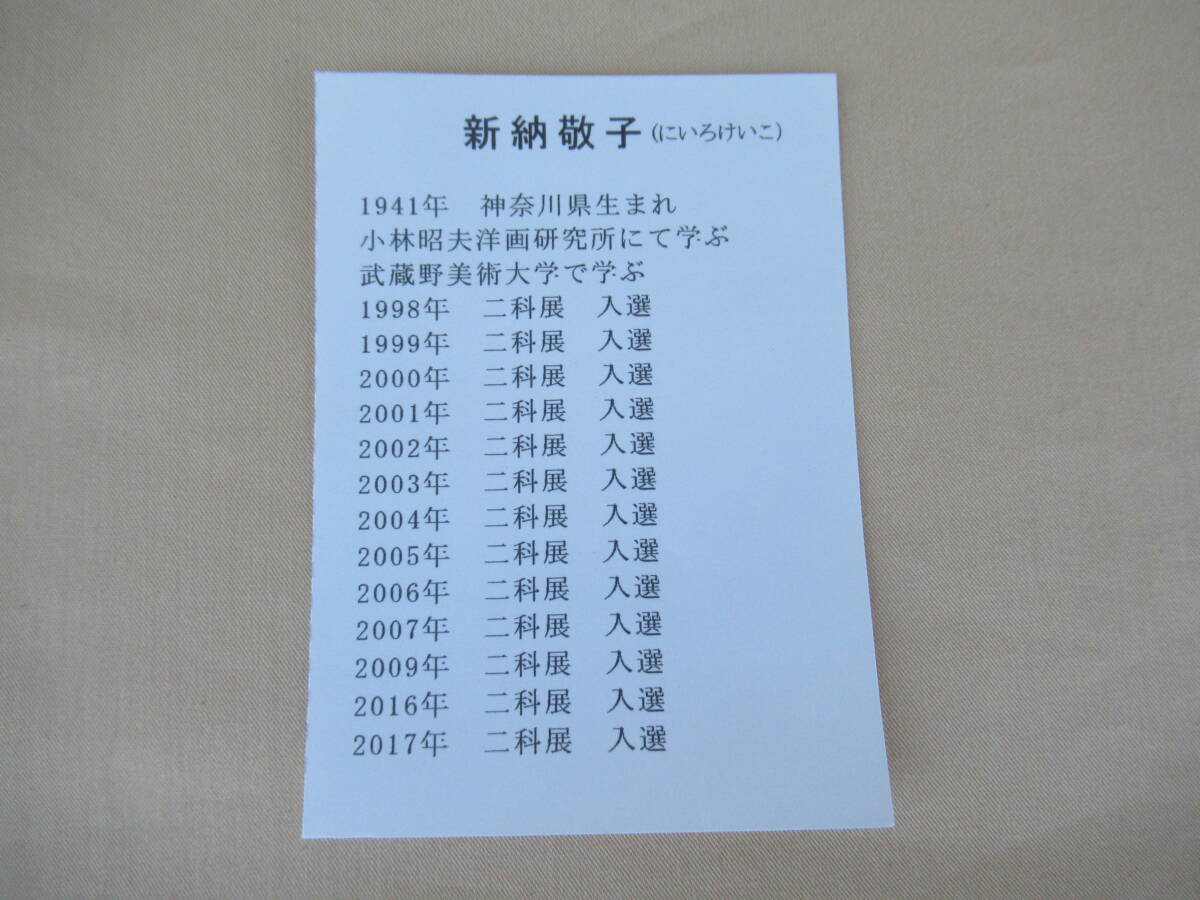 新納敬子(にいろけいこ)
1941年　神奈川県生まれ
小林昭夫洋画研究所にて学ぶ
武蔵野美術大学で学ぶ
1998年　二科展　入選
1999年　二科展　入選
2000年　二科展　入選
2001年　二科展　入選
2002年　二科展　入選
2003年　二科展　入選
2004年　二科展　入選
2005年　二科展　入選
2006年　二科展　入選
2007年　二科展　入選
2009年　二科展　入選
2016年　二科展　入選
2017年　二科展　入選